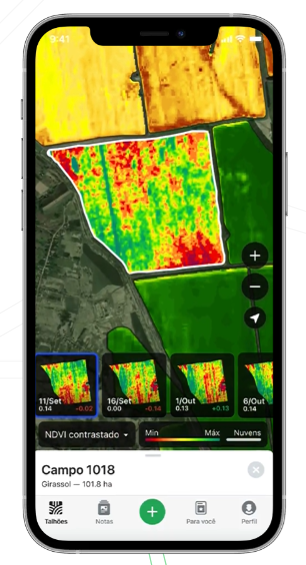 9:41
11/Set
0.14 -0.02
16/Set
0.00 -0.14
1/Out
0.13 +0.13
6/Out
0.14
NDVI contrastado
Min Máx Nuvens
Campo 1018
Girassol — 101.8 ha
Talhões Notas Para você Perfil